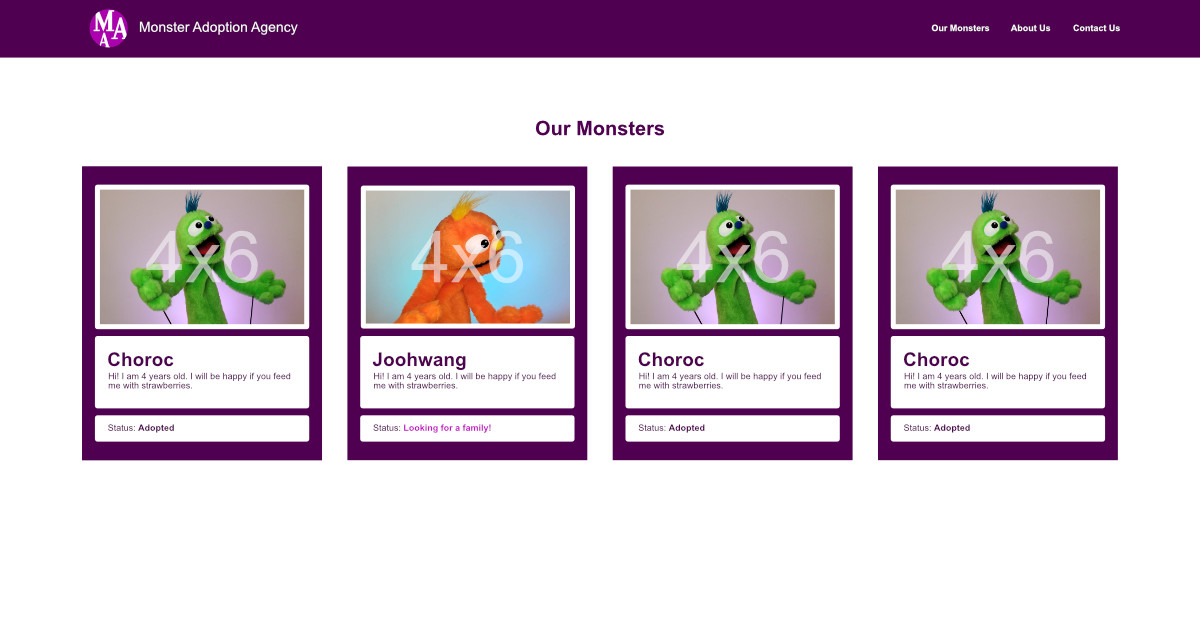 MAA
Monster Adoption Agency
Our Monsters
About Us
Contact Us
Our Monsters
4x6
Choroc
Hi! I am 4 years old. I will be happy if you feed
me with strawberries.
Status: Adopted
4x6
Joohwang
Hi! I am 4 years old. I will be happy if you feed
me with strawberries.
Status: Looking for a family!
4x6
Choroc
Hi! I am 4 years old. I will be happy if you feed
me with strawberries.
Status: Adopted
4x6
Choroc
Hi! I am 4 years old. I will be happy if you feed
me with strawberries.
Status: Adopted